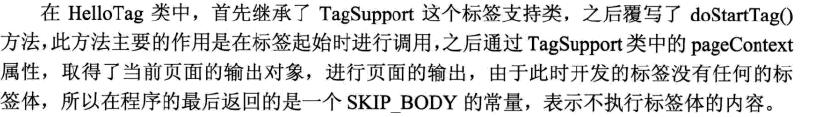 在 HelloTag 类中，首先继承了 TagSupport 这个标签支持类，之后覆写了 doStartTag()
方法，此方法主要的作用是在标签起始时进行调用，之后通过 TagSupport 类中的 pageContext
属性，取得了当前页面的输出对象，进行页面的输出，由于此时开发的标签没有任何的标
签体，所以在程序的最后返回的是一个 SKIP_BODY 的常量，表示不执行标签体的内容。